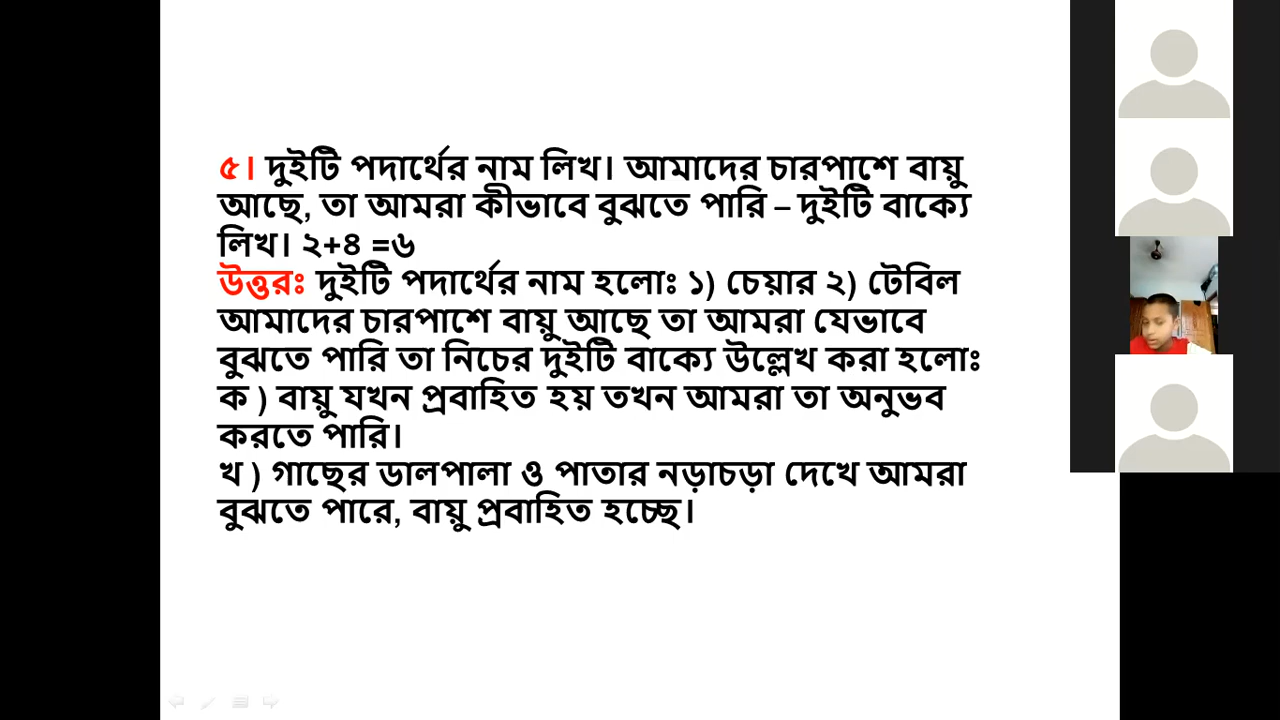 ৫। দুইটি পদার্থের নাম লিখ। আমাদের চারপাশে বায়ু
আছে, তা আমরা কীভাবে বুঝতে পারি – দুইটি বাক্যে
লিখ। ২+৪ =৬
উত্তরঃ দুইটি পদার্থের নাম হলোঃ ১) চেয়ার ২) টেবিল
আমাদের চারপাশে বায়ু আছে তা আমরা যেভাবে
বুঝতে পারি তা নিচের দুইটি বাক্যে উল্লেখ করা হলোঃ
ক ) বায়ু যখন প্রবাহিত হয় তখন আমরা তা অনুভব
করতে পারি।
খ ) গাছের ডালপালা ও পাতার নড়াচড়া দেখে আমরা
বুঝতে পারে, বায়ু প্রবাহিত হচ্ছে।